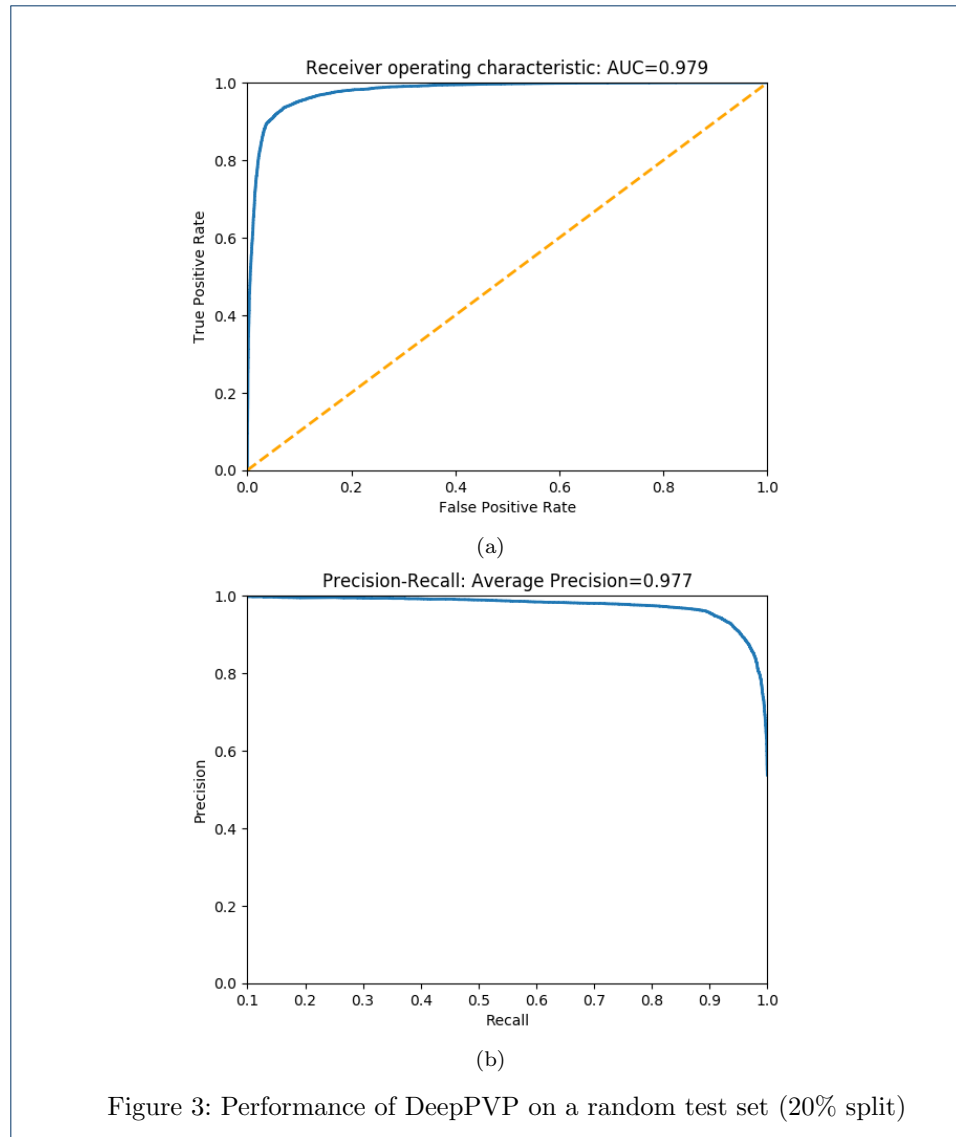 Receiver operating characteristic: AUC=0.979
1.0
0.8
0.6
0.4
0.2
0.0
True Positive Rate
0.0 0.2 0.4 0.6 0.8 1.0
False Positive Rate
(a)
Precision-Recall: Average Precision=0.977
1.0
0.8
0.6
0.4
0.2
0.0
Precision
0.1 0.2 0.3 0.4 0.5 0.6 0.7 0.8 0.9 1.0
Recall
(b)
Figure 3: Performance of DeepPVP on a random test set (20% split)